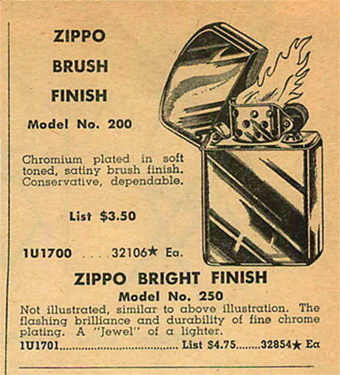 ZIPPO
BRUSH
FINISH
Model No. 200
Chromium plated in soft
toned, satiny brush finish.
Conservative, dependable.
List $3.50
1U1700 .... 32106★ Ea.
ZIPPO BRIGHT FINISH
Model No. 250
Not illustrated, similar to above illustration. The
flashing brilliance and durability of fine chrome
plating. A "Jewel" of a lighter.
1U1701........................ List $4.75......32854★ Ea